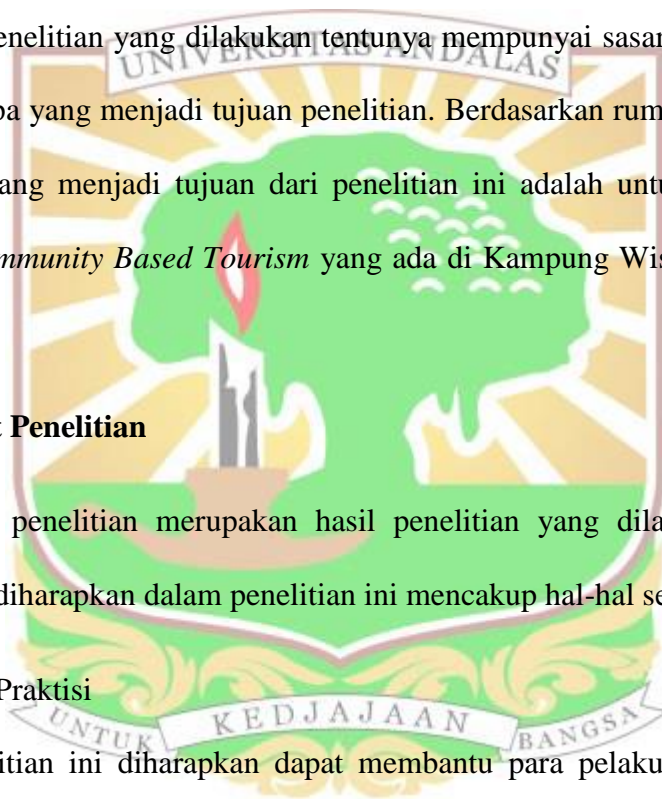 enelitian yang dilakukan tentunya mempunyai sasar
UNIVERSITAS ANDALAS
pa yang menjadi tujuan penelitian. Berdasarkan rum
ang menjadi tujuan dari penelitian ini adalah untu
mmunity Based Tourism yang ada di Kampung Wis
t Penelitian
penelitian merupakan hasil penelitian yang dila
diharapkan dalam penelitian ini mencakup hal-hal se
Praktisi
UNTUK KEDJAJAAN BANGSA
itian ini diharapkan dapat membantu para pelaku